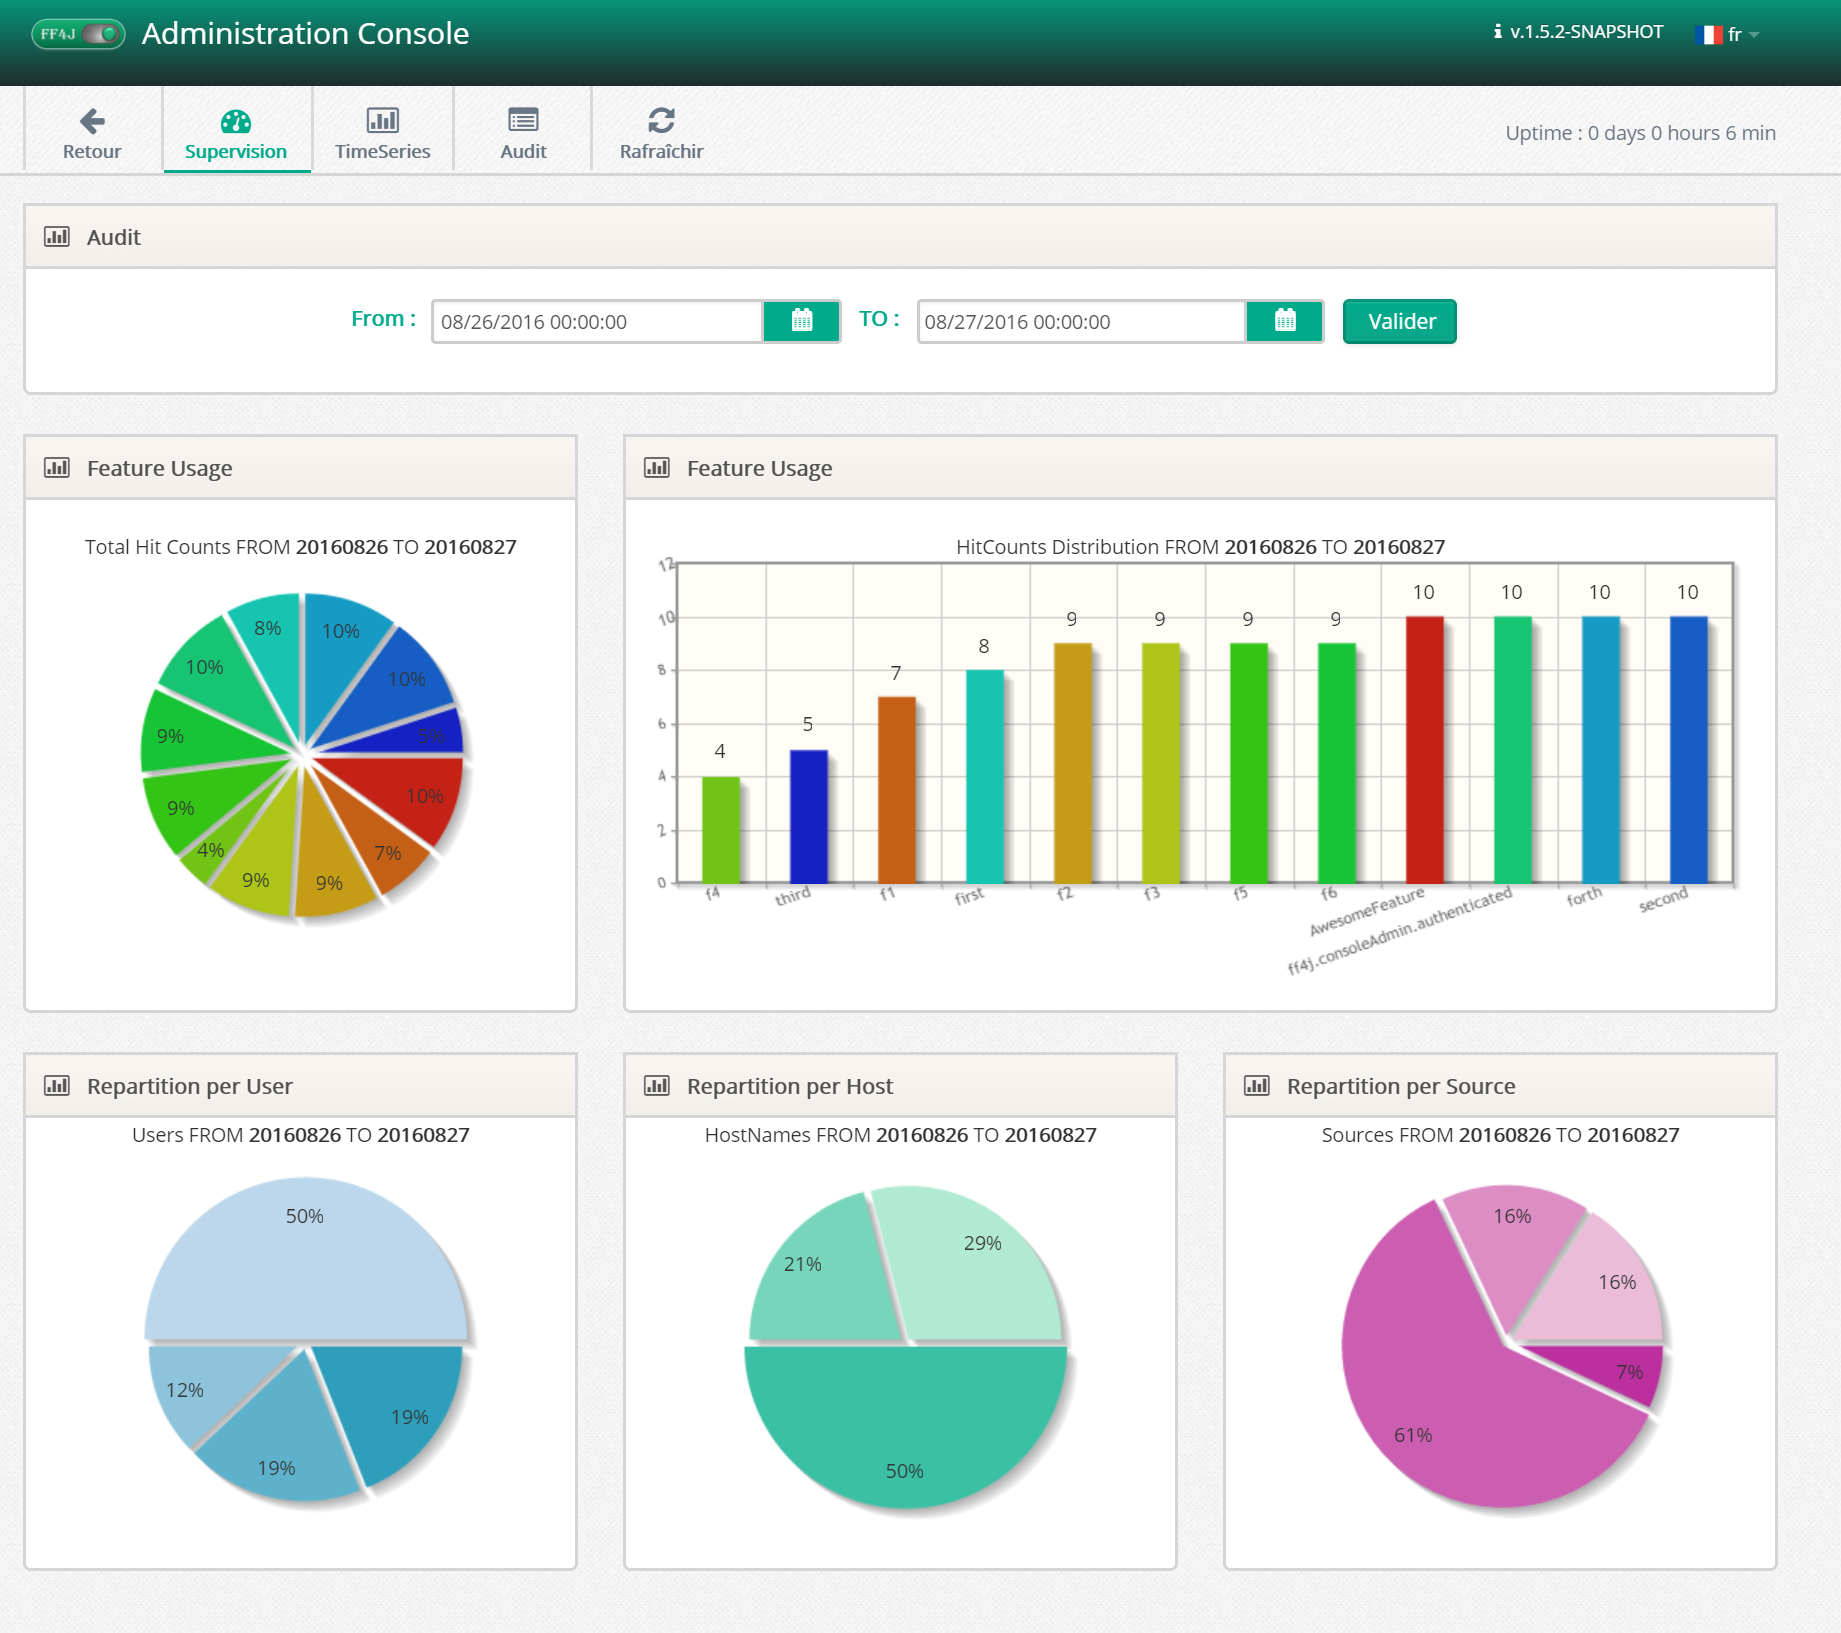 FF4J Administration Console
v.1.5.2-SNAPSHOT fr
Retour Supervision TimeSeries Audit Rafraîchir
Uptime : 0 days 0 hours 6 min
Audit
From : 08/26/2016 00:00:00 TO : 08/27/2016 00:00:00 Valider
Feature Usage
Total Hit Counts FROM 20160826 TO 20160827
8% 10%
10% 10%
9% 5%
9% 10%
4% 7%
9% 9%
Feature Usage
HitCounts Distribution FROM 20160826 TO 20160827
12
10
8
6
4
2
0
4 5 7 8 9 9 9 9 10 10 10 10
f4 third f1 first f2 f3 f5 f6 AwesomeFeature ff4j.consoleAdmin.authenticated forth second
Repartition per User
Users FROM 20160826 TO 20160827
50%
12% 19%
19%
Repartition per Host
HostNames FROM 20160826 TO 20160827
29%
21%
50%
Repartition per Source
Sources FROM 20160826 TO 20160827
16%
16%
7%
61%